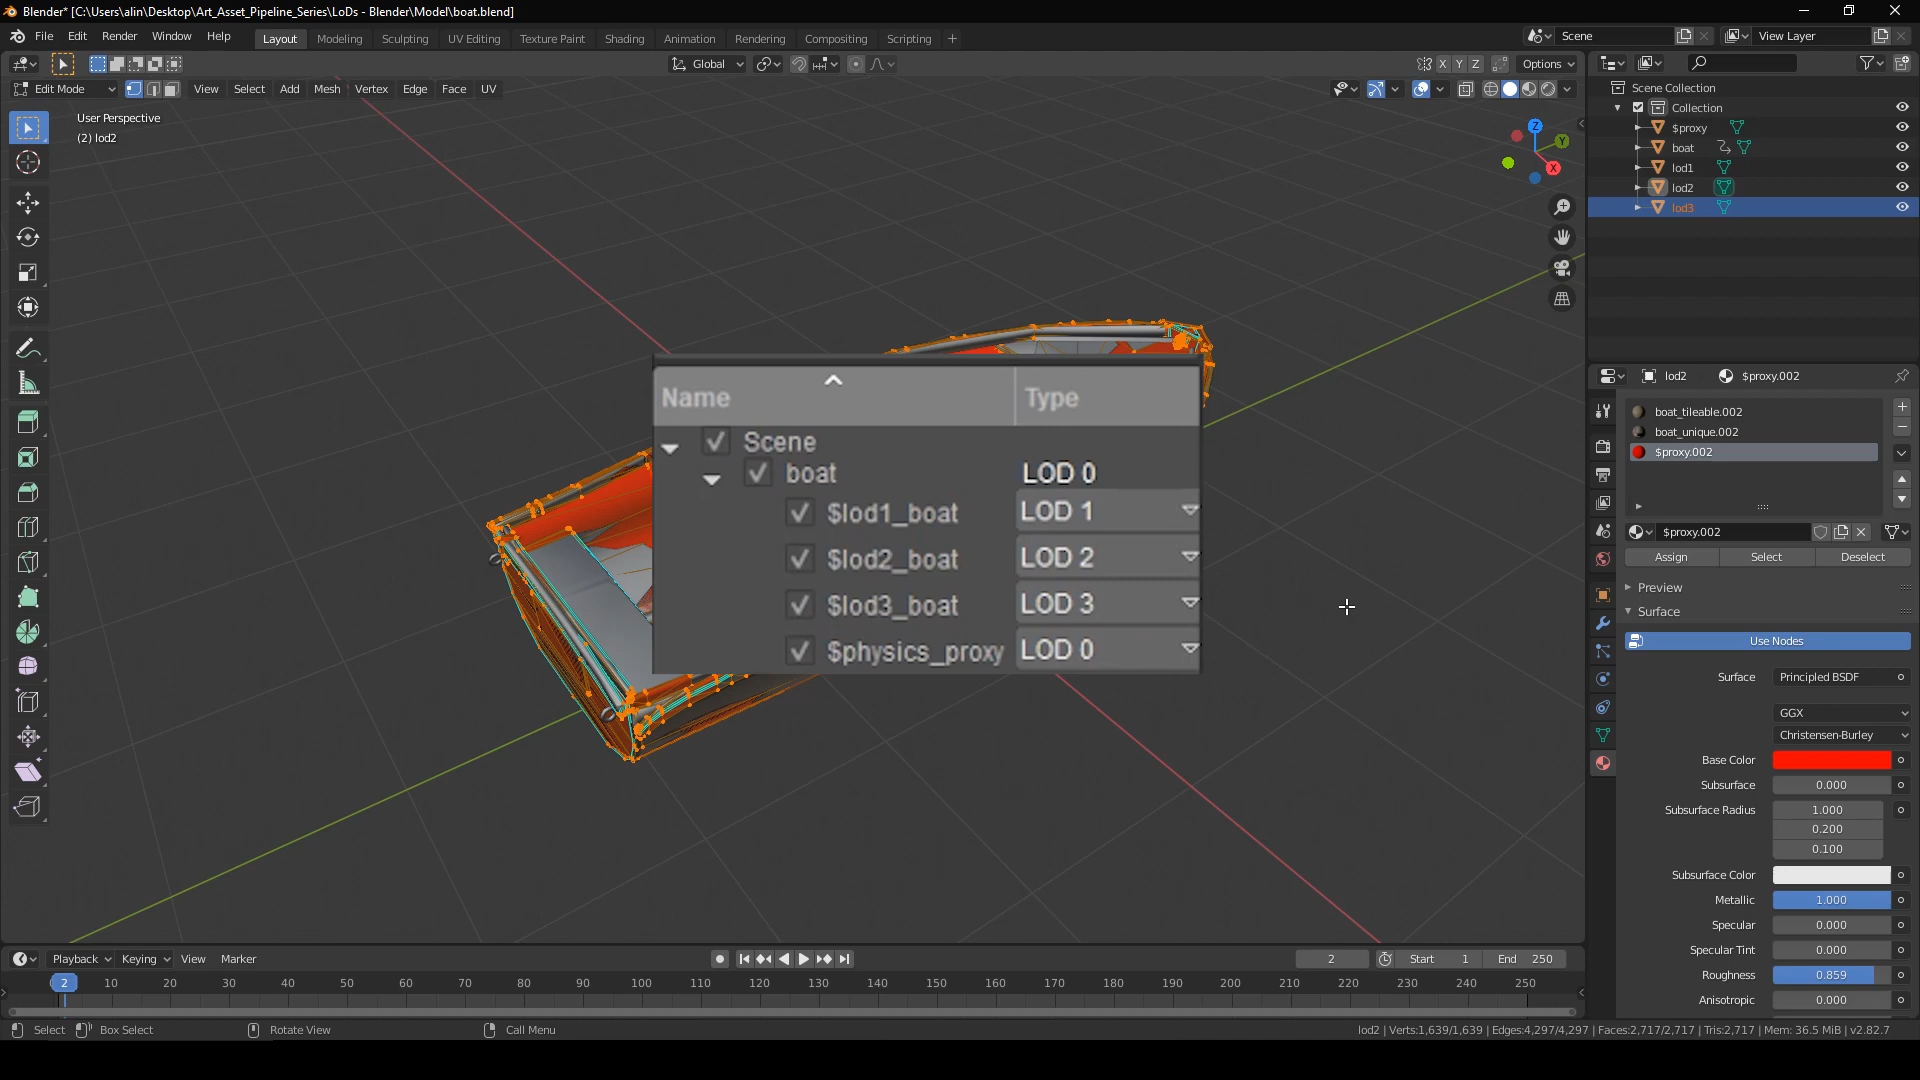 Blender* [C:\Users\alin\Desktop\Art_Asset_Pipeline_Series\LoDs - Blender\Model\boat.blend]
File Edit Render Window Help Layout Modeling Sculpting UV Editing Texture Paint Shading Animation Rendering Compositing Scripting + Scene View Layer
Global X Y Z Options
Edit Mode View Select Add Mesh Vertex Edge Face UV
User Perspective
(2) lod2
Z
Y
X
Scene Collection
Collection
$proxy
boat
lod1
lod2
lod3
Name Type
Scene
boat LOD 0
$lod1_boat LOD 1
$lod2_boat LOD 2
$lod3_boat LOD 3
$physics_proxy LOD 0
lod2 $proxy.002
boat_tileable.002
boat_unique.002
$proxy.002
$proxy.002
Assign Select Deselect
Preview
Surface
Use Nodes
Surface Principled BSDF
GGX
Christensen-Burley
Base Color
Subsurface 0.000
Subsurface Radius 1.000
0.200
0.100
Subsurface Color
Metallic 1.000
Specular 0.000
Specular Tint 0.000
Roughness 0.859
Anisotropic 0.000
Playback Keying View Marker 2 Start 1 End 250
2 10 20 30 40 50 60 70 80 90 100 110 120 130 140 150 160 170 180 190 200 210 220 230 240 250
Select Box Select Rotate View Call Menu lod2 | Verts:1,639/1,639 | Edges:4,297/4,297 | Faces:2,717/2,717 | Tris:2,717 | Mem: 36.5 MiB | v2.82.7